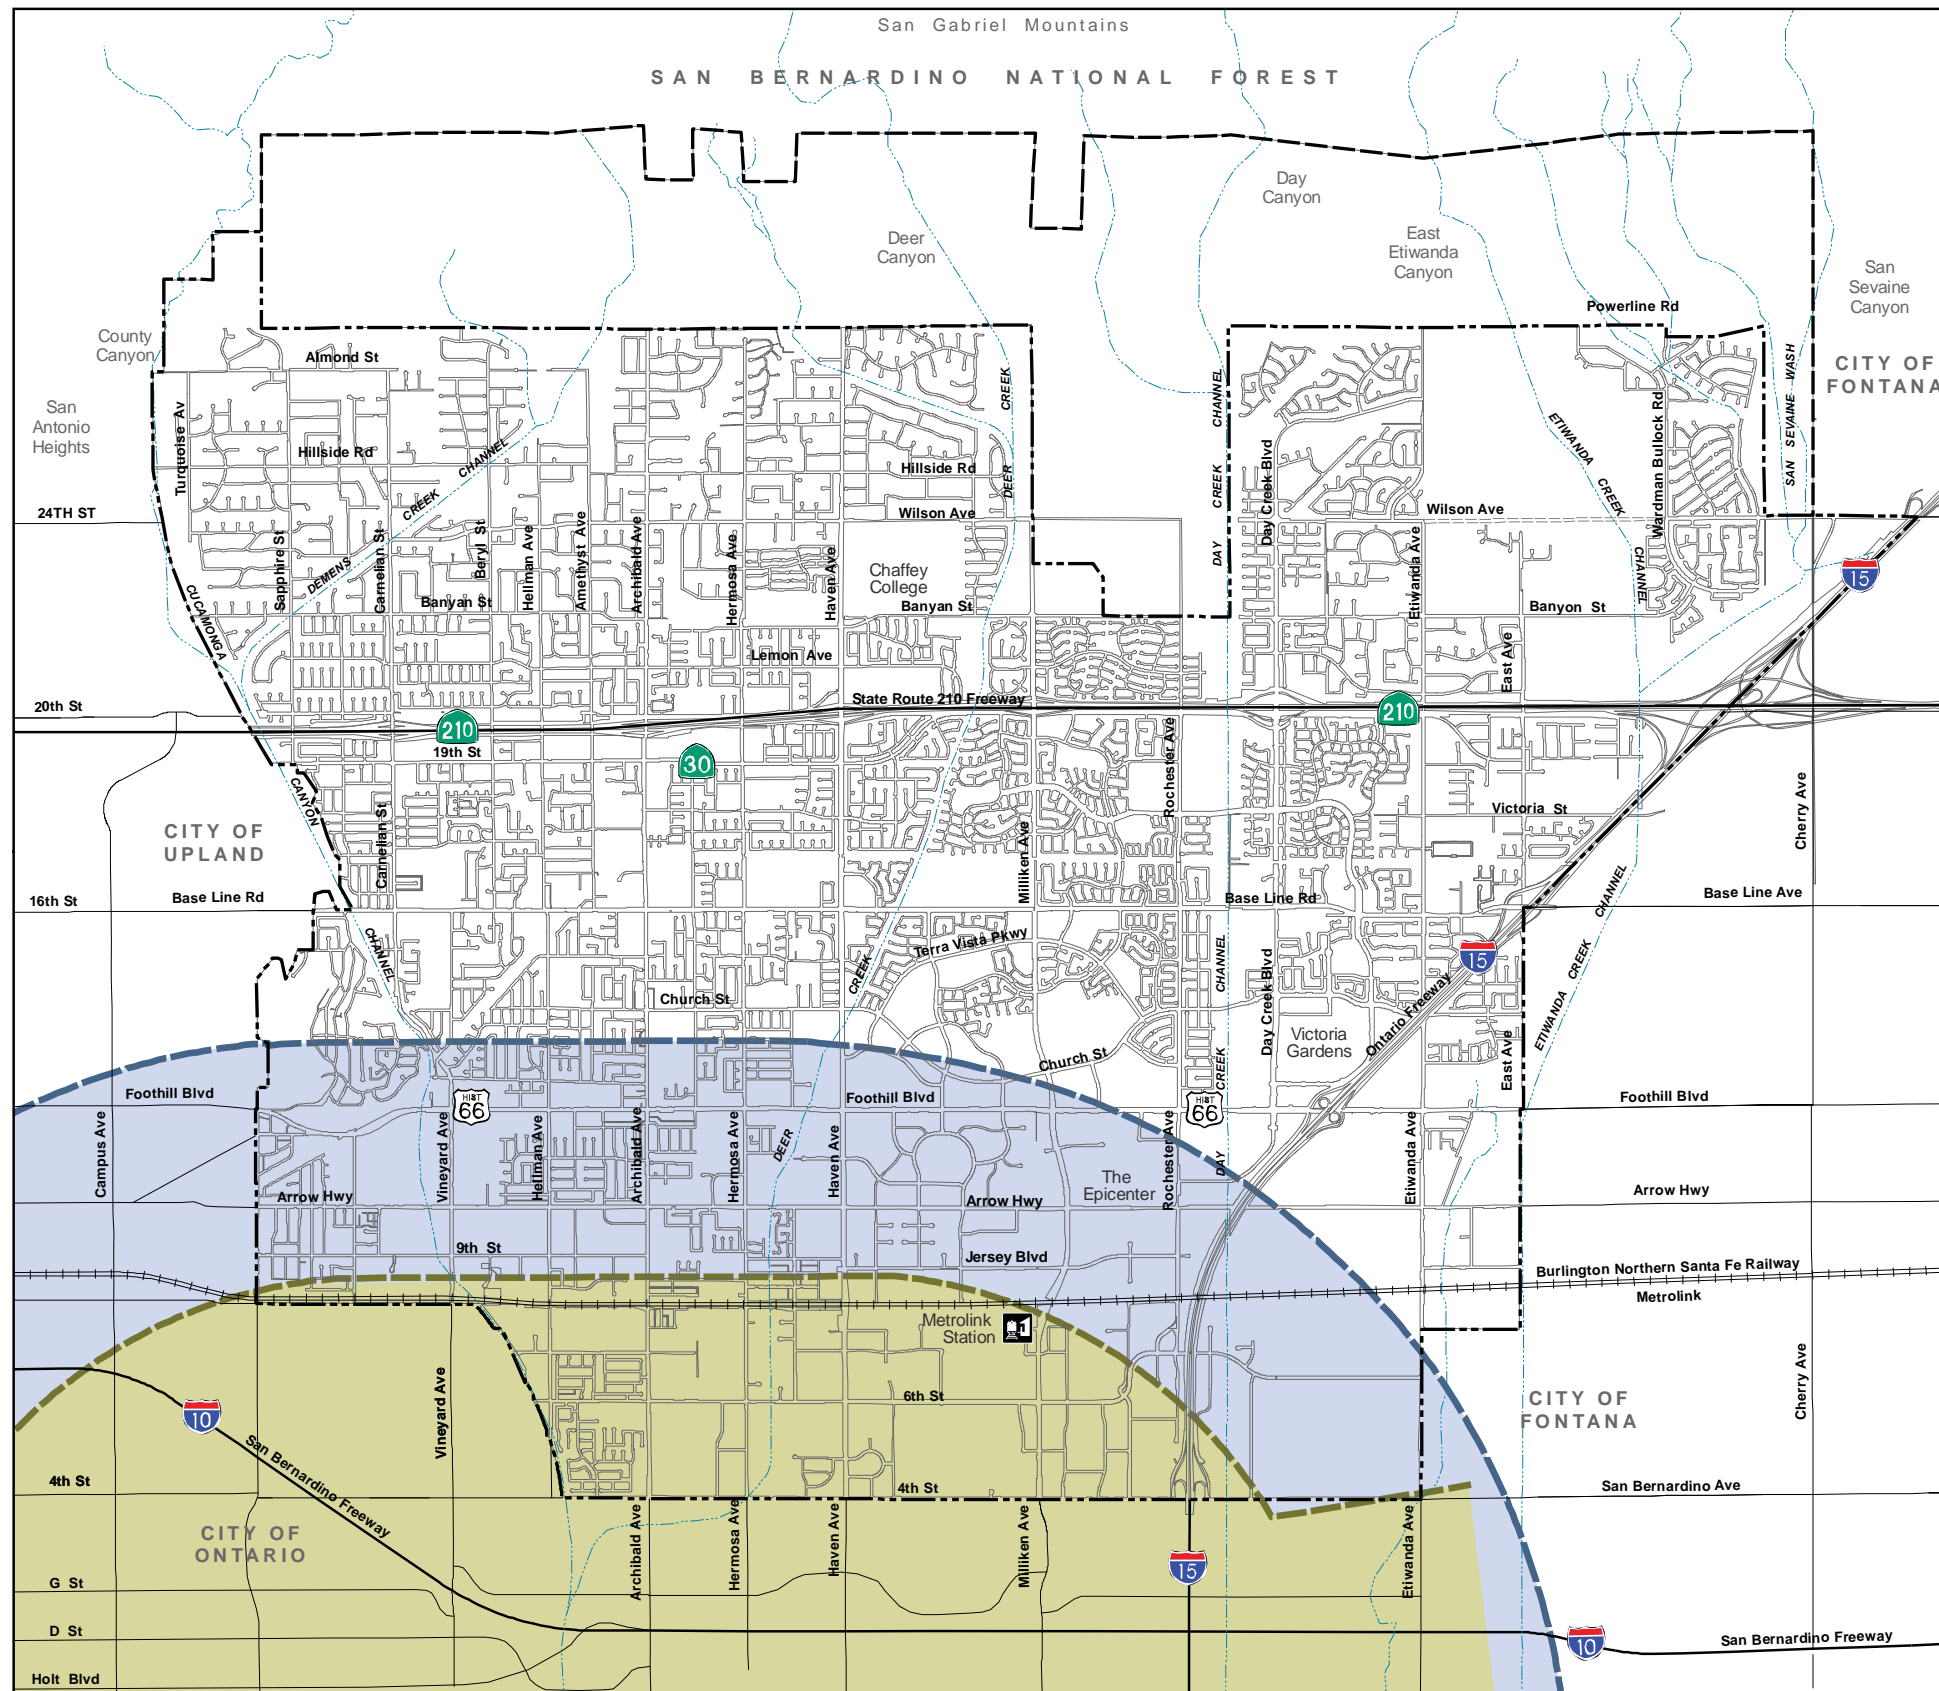 San Gabriel Mountains
SAN BERNARDINO NATIONAL FOREST
Day
Canyon
Deer
Canyon
East
Etiwanda
Canyon
San
Sevaine
Canyon
Powerline Rd
County
Canyon
Almond St
CITY OF
FONTANA
San
Antonio
Heights
Turquoise Av
Hillside Rd
CHANNEL
CREEK
DEMENS
Hillside Rd
CREEK
DEER
CHANNEL
CREEK
DAY
Day Creek Blvd
ETIWANDA
CREEK
CHANNEL
Wardman Bullock Rd
SAN SEVAINE WASH
24TH ST
Wilson Ave
Wilson Ave
Sapphire St
Carnelian St
Beryl St
Hellman Ave
Amethyst Ave
Archibald Ave
Hermosa Ave
Haven Ave
Chaffey
College
Etiwanda Ave
15
CUCAMONGA
Banyan St
Banyan St
Banyon St
Lemon Ave
East Ave
20th St
State Route 210 Freeway
210
210
19th St
30
CANYON
Rochester Ave
Cherry Ave
CITY OF
UPLAND
Carnelian St
Milliken Ave
Victoria St
16th St
Base Line Rd
Base Line Rd
Base Line Ave
CHANNEL
CREEK
Terra Vista Pkwy
CHANNEL
CREEK
DAY
Day Creek Blvd
15
Ontario Freeway
CHANNEL
CREEK
ETIWANDA
Church St
Church St
Victoria
Gardens
East Ave
Foothill Blvd
HIST
66
Foothill Blvd
HIST
66
Foothill Blvd
Campus Ave
Vineyard Ave
Hellman Ave
Archibald Ave
Hermosa Ave
DEER
Haven Ave
The
Epicenter
Rochester Ave
Etiwanda Ave
Arrow Hwy
Arrow Hwy
Arrow Hwy
9th St
Jersey Blvd
Burlington Northern Santa Fe Railway
Metrolink
Metrolink
Station
10
San Bernardino Freeway
Vineyard Ave
6th St
CITY OF
FONTANA
Cherry Ave
4th St
4th St
San Bernardino Ave
CITY OF
ONTARIO
Archibald Ave
Hermosa Ave
Haven Ave
Milliken Ave
15
Etiwanda Ave
G St
D St
10
San Bernardino Freeway
Holt Blvd